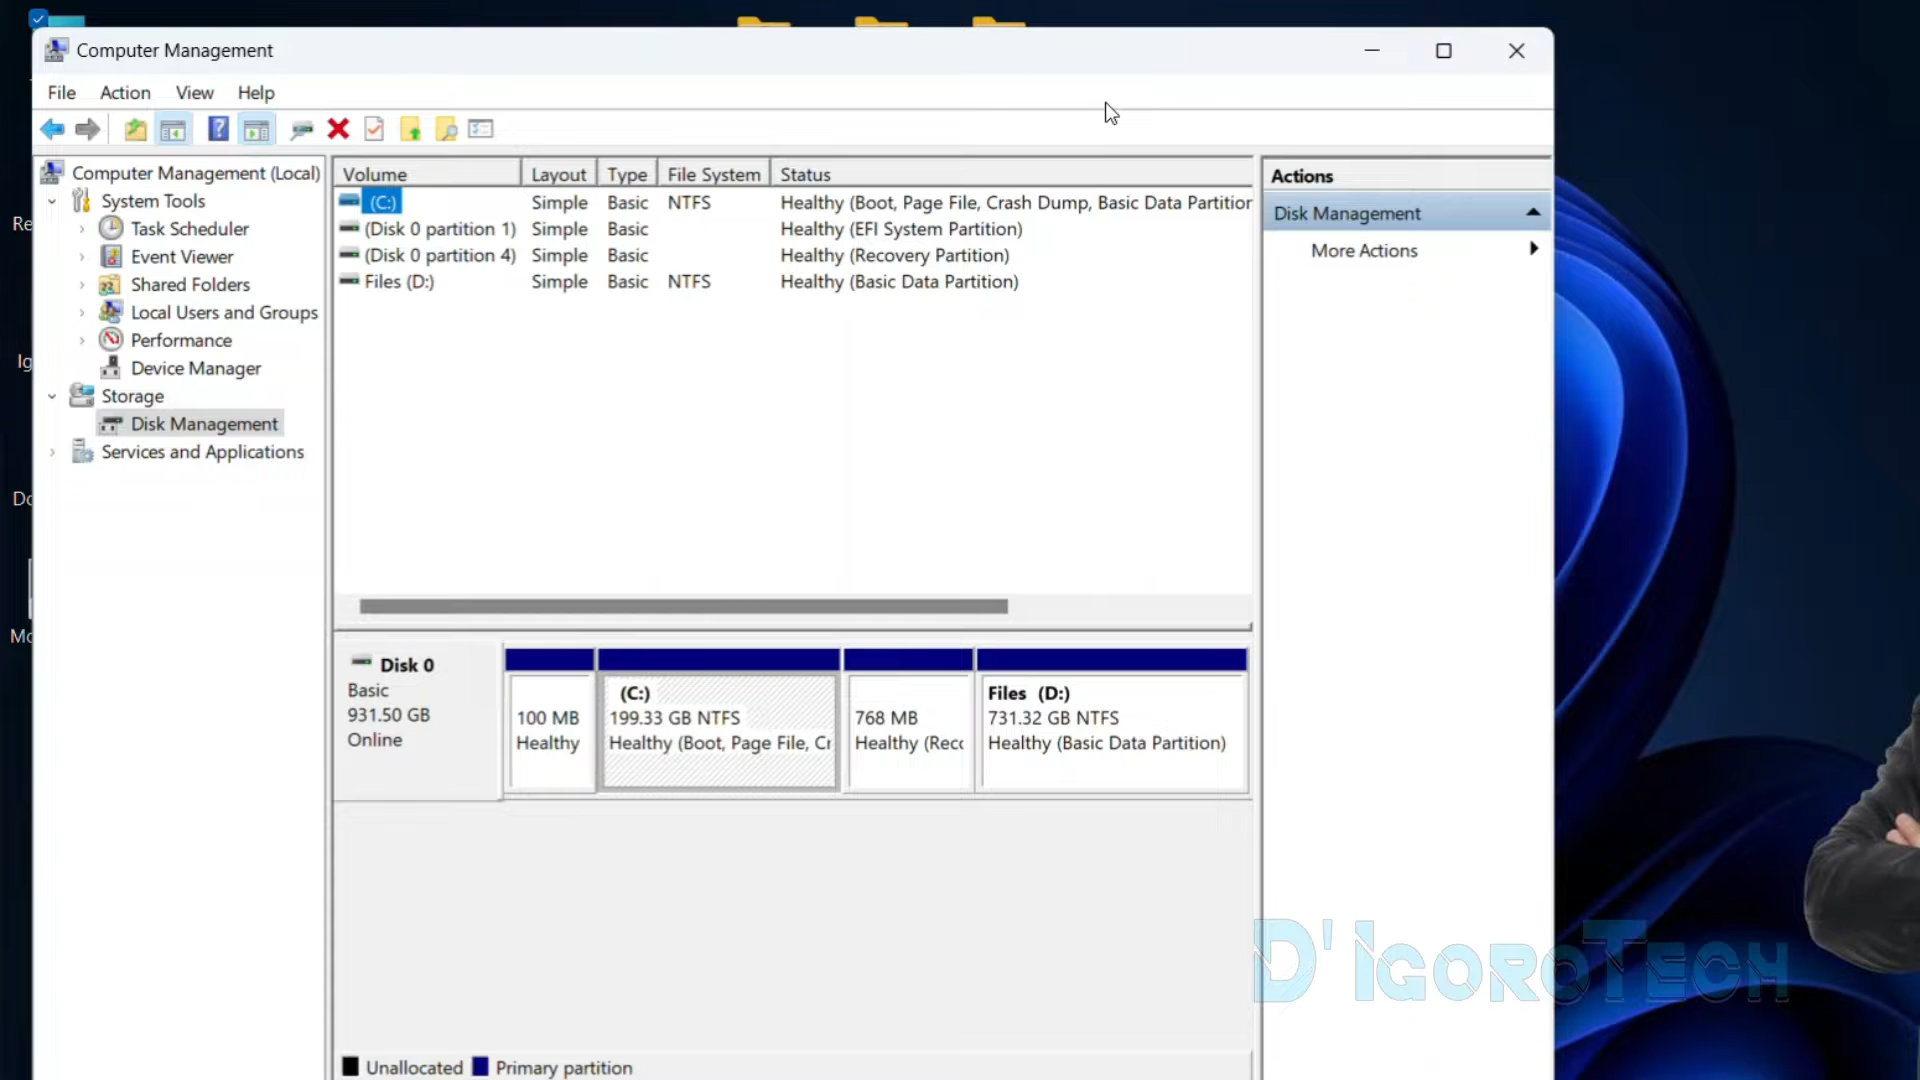 Computer Management
File Action View Help
Computer Management (Local)
System Tools
Task Scheduler
Event Viewer
Shared Folders
Local Users and Groups
Performance
Device Manager
Storage
Disk Management
Services and Applications
Volume Layout Type File System Status
(C:) Simple Basic NTFS Healthy (Boot, Page File, Crash Dump, Basic Data Partition
(Disk 0 partition 1) Simple Basic Healthy (EFI System Partition)
(Disk 0 partition 4) Simple Basic Healthy (Recovery Partition)
Files (D:) Simple Basic NTFS Healthy (Basic Data Partition)
Actions
Disk Management
More Actions
Disk 0
Basic
931.50 GB
Online
100 MB
Healthy
(C:)
199.33 GB NTFS
Healthy (Boot, Page File, Cr
768 MB
Healthy (Recc
Files (D:)
731.32 GB NTFS
Healthy (Basic Data Partition)
Unallocated Primary partition
Re
Ig
Do
Mo
D'IgoroTech